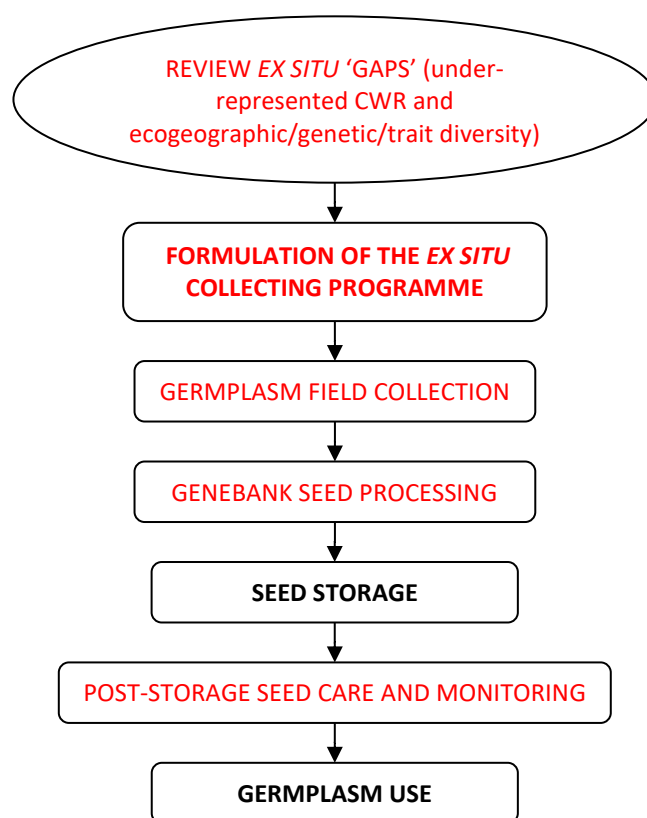 REVIEW EX SITU ‘GAPS’ (under-
represented CWR and
ecogeographic/genetic/trait diversity)
FORMULATION OF THE EX SITU
COLLECTING PROGRAMME
GERMPLASM FIELD COLLECTION
GENEBANK SEED PROCESSING
SEED STORAGE
POST-STORAGE SEED CARE AND MONITORING
GERMPLASM USE